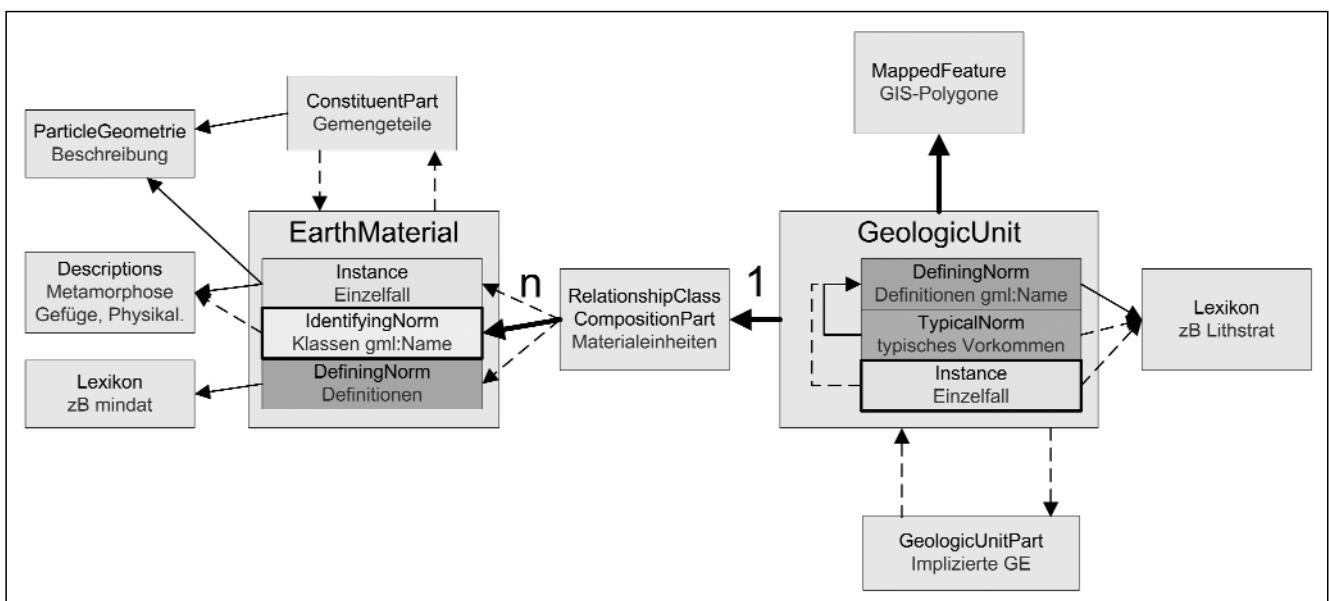 MappedFeature
GIS-Polygone
ConstituentPart
Gemengeteile
ParticleGeometrie
Beschreibung
EarthMaterial
Instance
Einzelfall
IdentifyingNorm
Klassen gml:Name
DefiningNorm
Definitionen
Descriptions
Metamorphose
Gefüge, Physikal.
Lexikon
zB mindat
n
RelationshipClass
CompositionPart
Materialeinheiten
1
GeologicUnit
DefiningNorm
Definitionen gml:Name
TypicalNorm
typisches Vorkommen
Instance
Einzelfall
Lexikon
zB Lithstrat
GeologicUnitPart
Implizierte GE